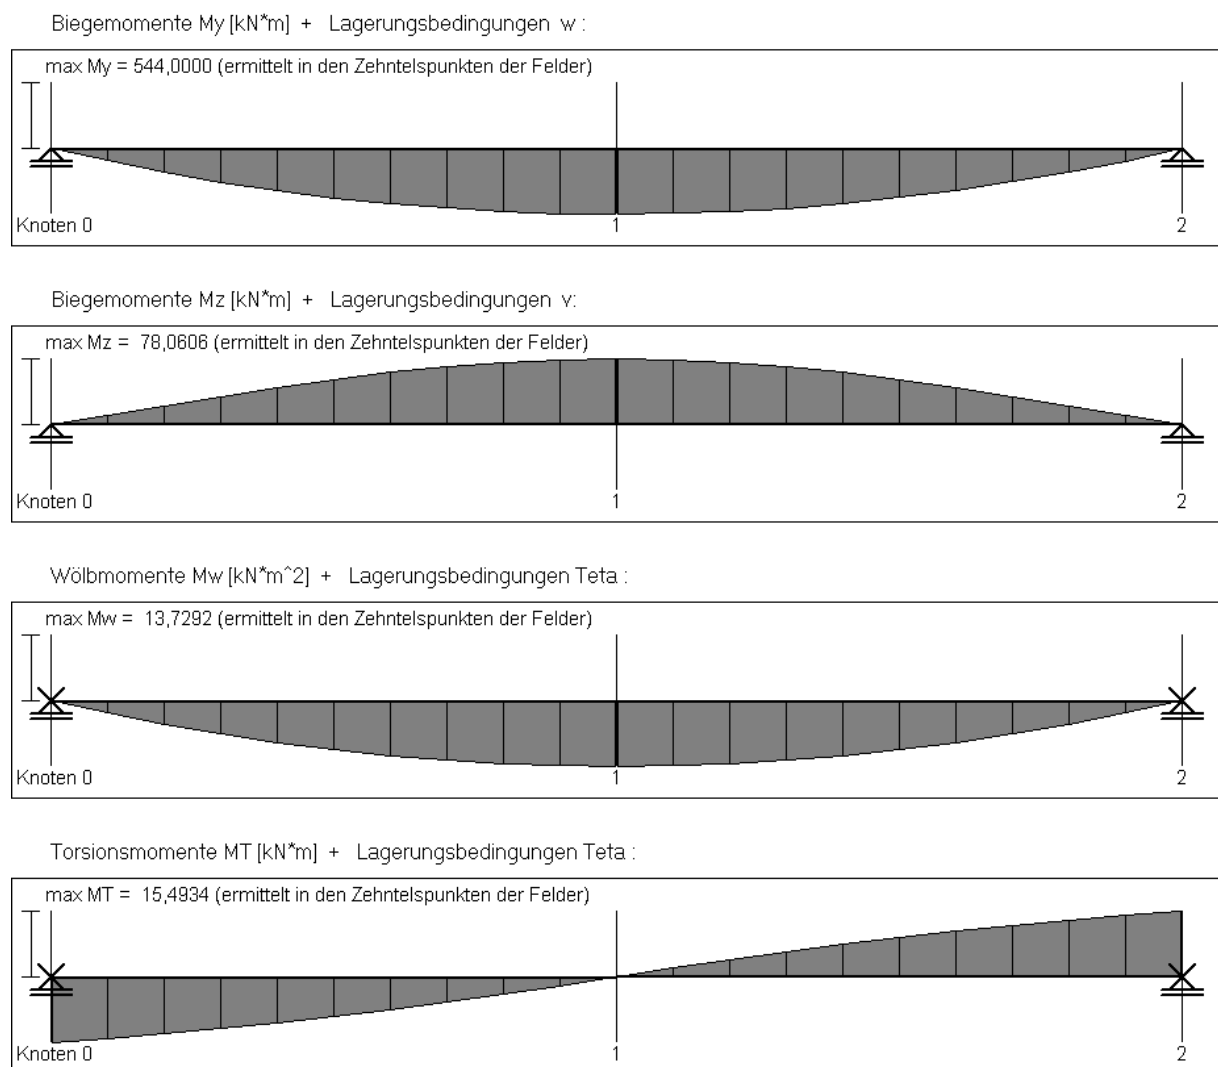 Biegemomente My [kN*m] + Lagerungsbedingungen w :
max My = 544,0000 (ermittelt in den Zehntelspunkten der Felder)
Knoten 0 1 2
Biegemomente Mz [kN*m] + Lagerungsbedingungen v:
max Mz = 78,0606 (ermittelt in den Zehntelspunkten der Felder)
Knoten 0 1 2
Wölbmomente Mw [kN*m^2] + Lagerungsbedingungen Teta :
max Mw = 13,7292 (ermittelt in den Zehntelspunkten der Felder)
Knoten 0 1 2
Torsionsmomente MT [kN*m] + Lagerungsbedingungen Teta :
max MT = 15,4934 (ermittelt in den Zehntelspunkten der Felder)
Knoten 0 1 2